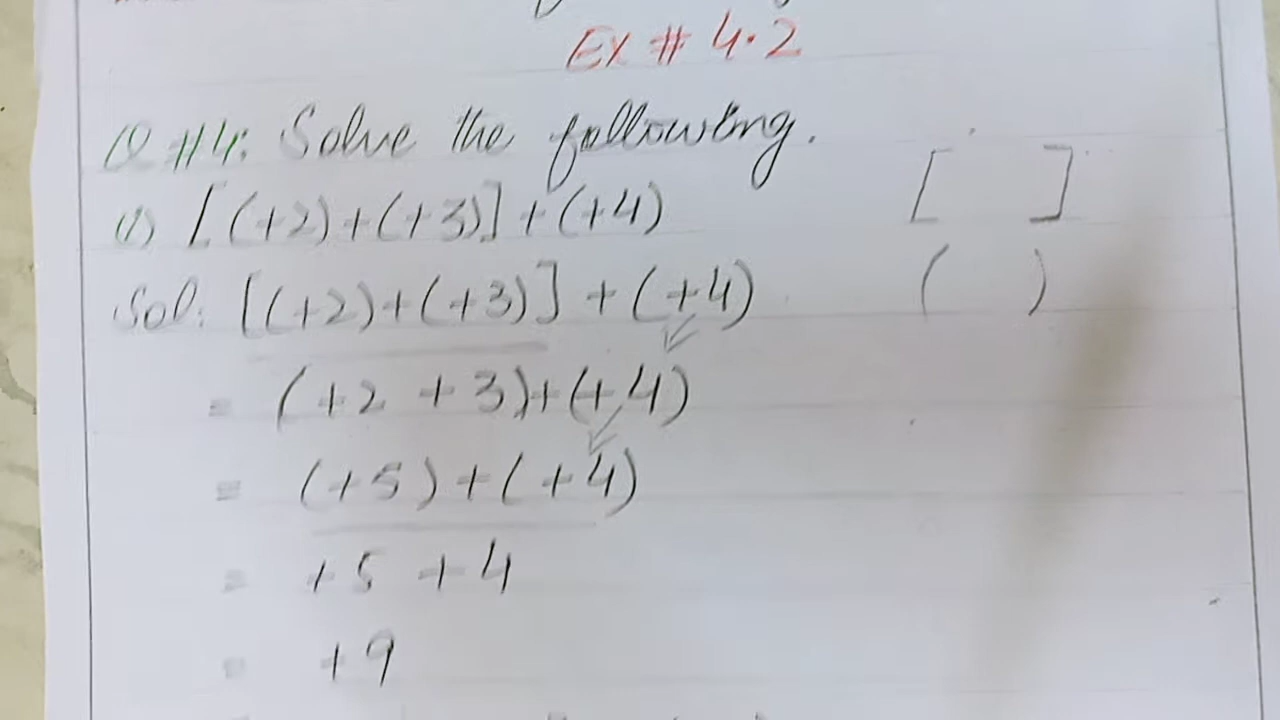 Ex # 4.2
Q #4: Solve the following.
(i) [(+2)+(+3)]+(+4) [ ]
Sol: [(+2)+(+3)] + (+4) ( )
= (+2 +3)+(+4)
= (+5)+(+4)
= +5 +4
= +9